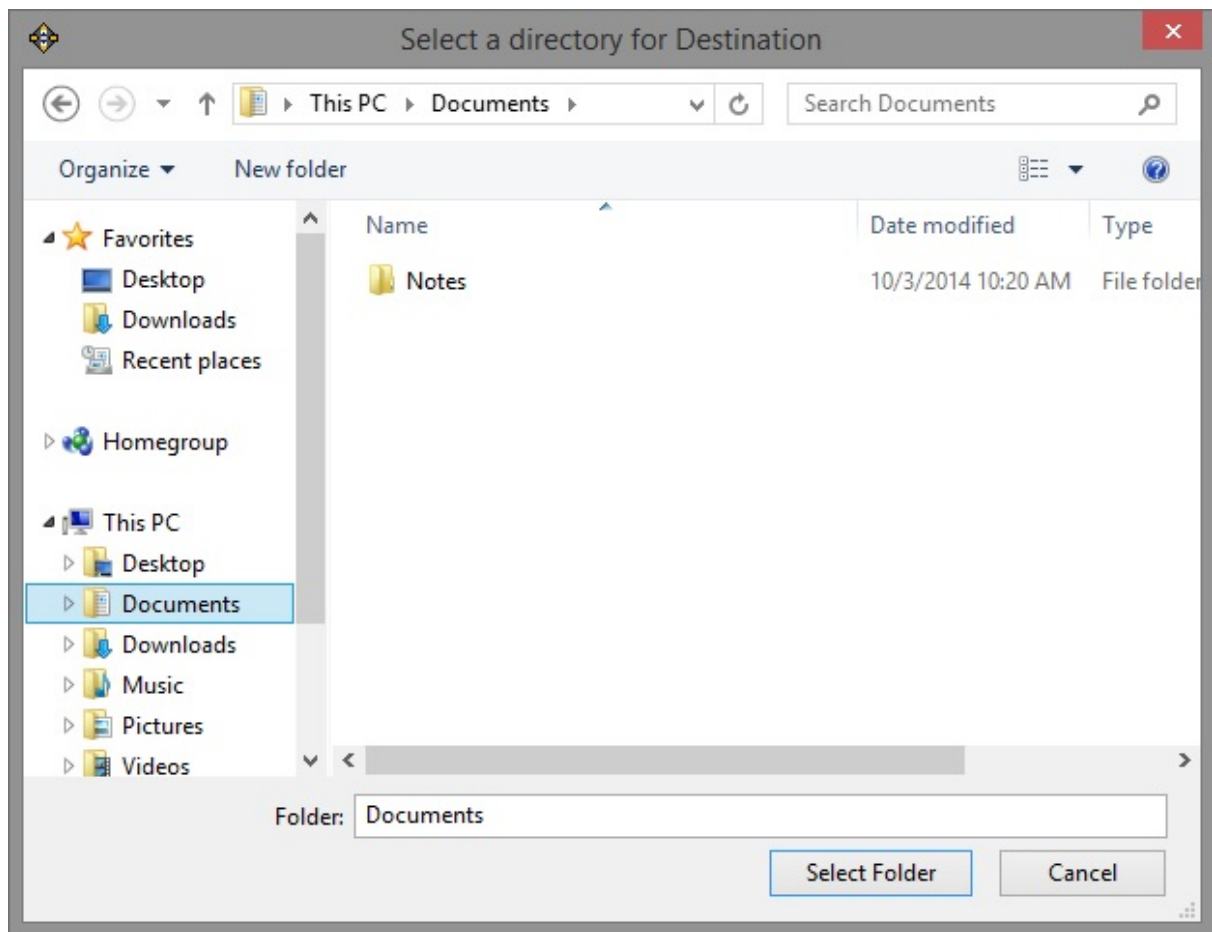 Select a directory for Destination
This PC Documents
Search Documents
Organize
New folder
Name
Date modified
Type
Favorites
Desktop
Downloads
Recent places
Homegroup
This PC
Desktop
Documents
Downloads
Music
Pictures
Videos
Notes
10/3/2014 10:20 AM
File folder
Folder:
Documents
Select Folder
Cancel